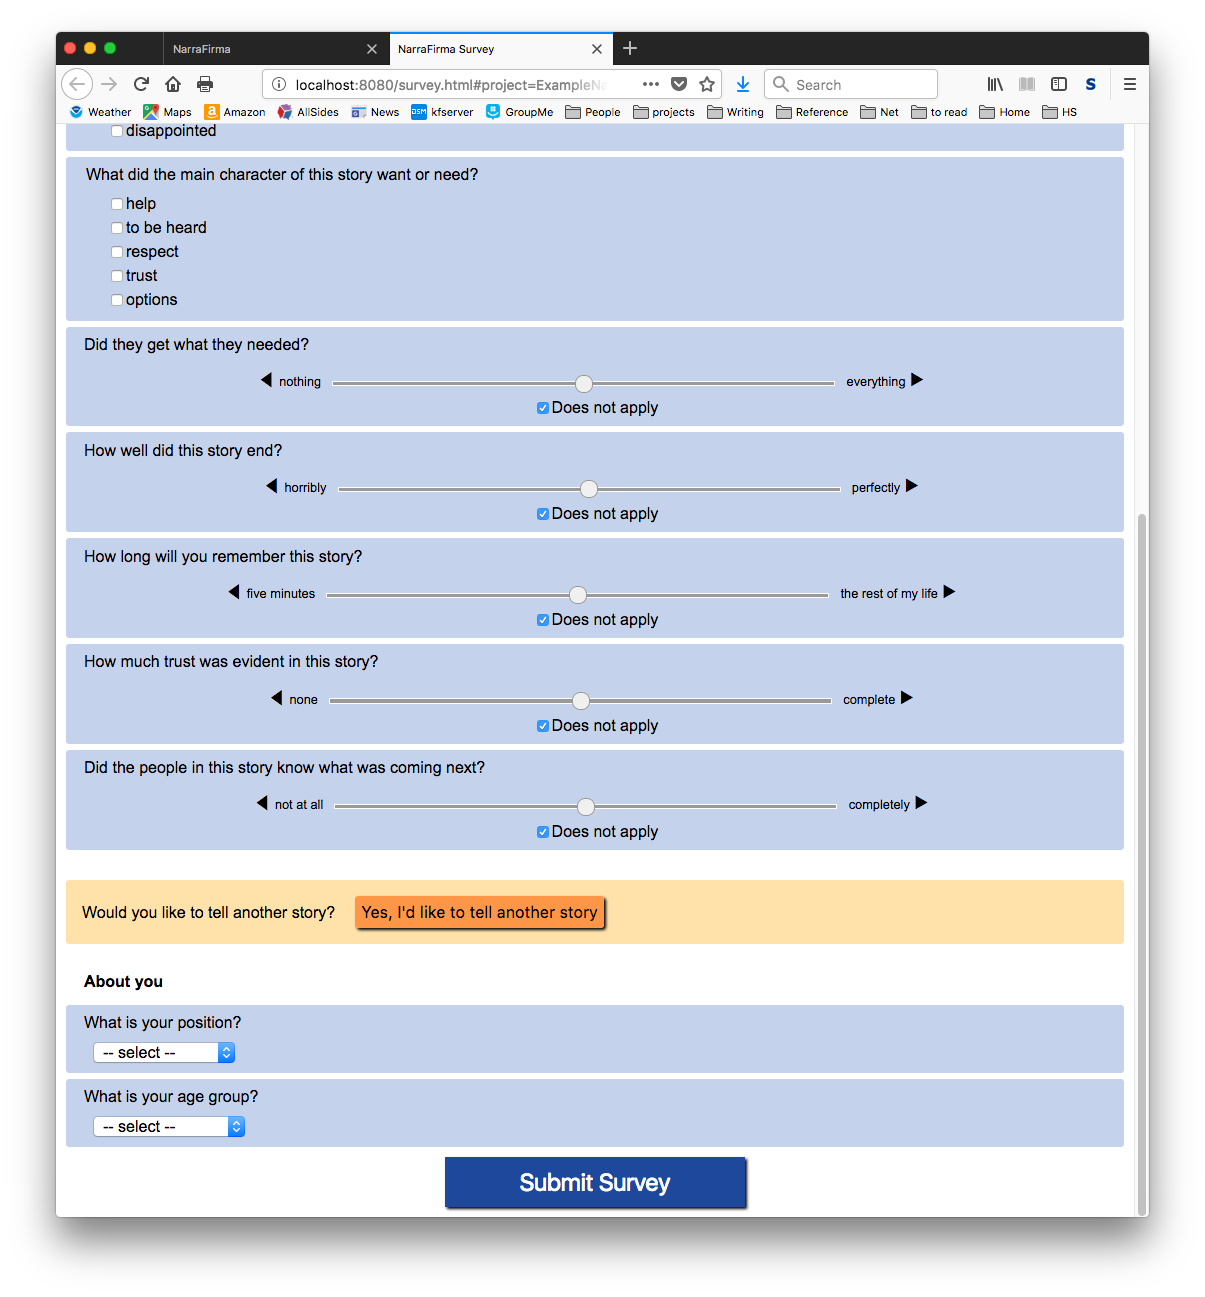 NarraFirma
NarraFirma Survey
localhost:8080/survey.html#project=ExampleNa
Search
S
Weather Maps Amazon AllSides News kfserver GroupMe People projects Writing Reference Net to read Home HS
disappointed
What did the main character of this story want or need?
help
to be heard
respect
trust
options
Did they get what they needed?
nothing everything
Does not apply
How well did this story end?
horribly perfectly
Does not apply
How long will you remember this story?
five minutes the rest of my life
Does not apply
How much trust was evident in this story?
none complete
Does not apply
Did the people in this story know what was coming next?
not at all completely
Does not apply
Would you like to tell another story? Yes, I'd like to tell another story
About you
What is your position?
-- select --
What is your age group?
-- select --
Submit Survey